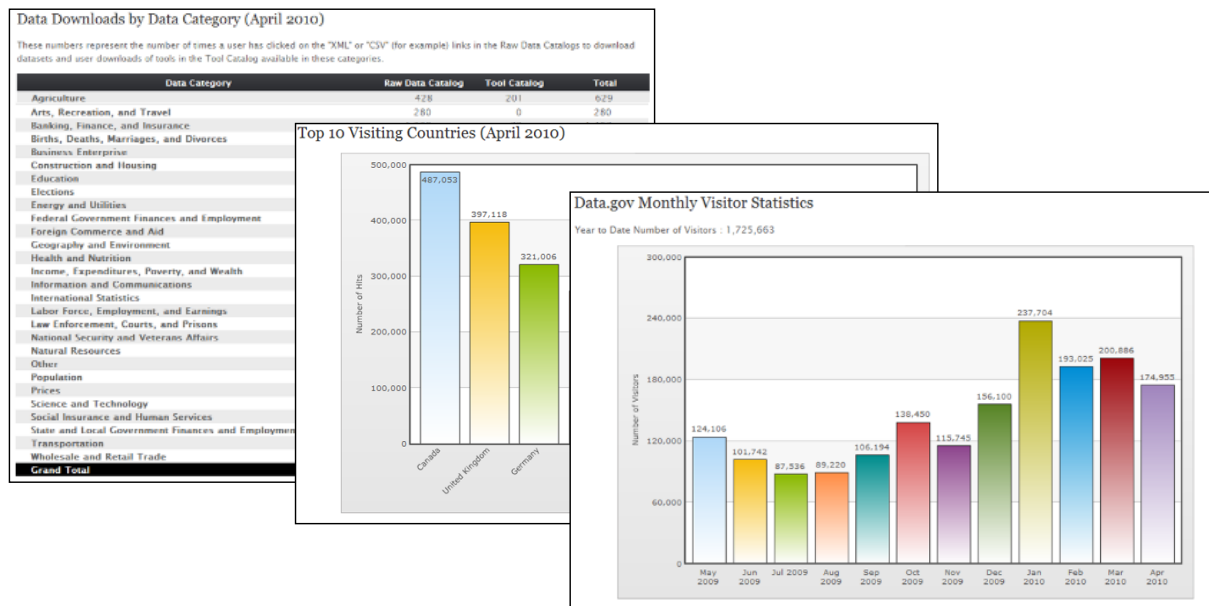 Data Downloads by Data Category (April 2010)
These numbers represent the number of times a user has clicked on the "XML" or "CSV" (for example) links in the Raw Data Catalogs to download
datasets and user downloads of tools in the Tool Catalog available in these categories.
Data Category Raw Data Catalog Tool Catalog Total
Agriculture 428 201 629
Arts, Recreation, and Travel 280 0 280
Banking, Finance, and Insurance
Births, Deaths, Marriages, and Divorces
Business Enterprise
Construction and Housing
Education
Elections
Energy and Utilities
Federal Government Finances and Employment
Foreign Commerce and Aid
Geography and Environment
Health and Nutrition
Income, Expenditures, Poverty, and Wealth
Information and Communications
International Statistics
Labor Force, Employment, and Earnings
Law Enforcement, Courts, and Prisons
National Security and Veterans Affairs
Natural Resources
Other
Population
Prices
Science and Technology
Social Insurance and Human Services
State and Local Government Finances and Employmen
Transportation
Wholesale and Retail Trade
Grand Total
Top 10 Visiting Countries (April 2010)
Number of Hits
500,000
400,000
300,000
200,000
100,000
0
487,053
397,118
321,006
Canada
United Kingdom
Germany
Data.gov Monthly Visitor Statistics
Year to Date Number of Visitors : 1,725,663
Number of Visitors
300,000
240,000
180,000
120,000
60,000
0
124,106
101,742
87,536
89,220
106,194
138,450
115,745
156,100
237,704
193,025
200,886
174,955
May 2009
Jun 2009
Jul 2009
Aug 2009
Sep 2009
Oct 2009
Nov 2009
Dec 2009
Jan 2010
Feb 2010
Mar 2010
Apr 2010